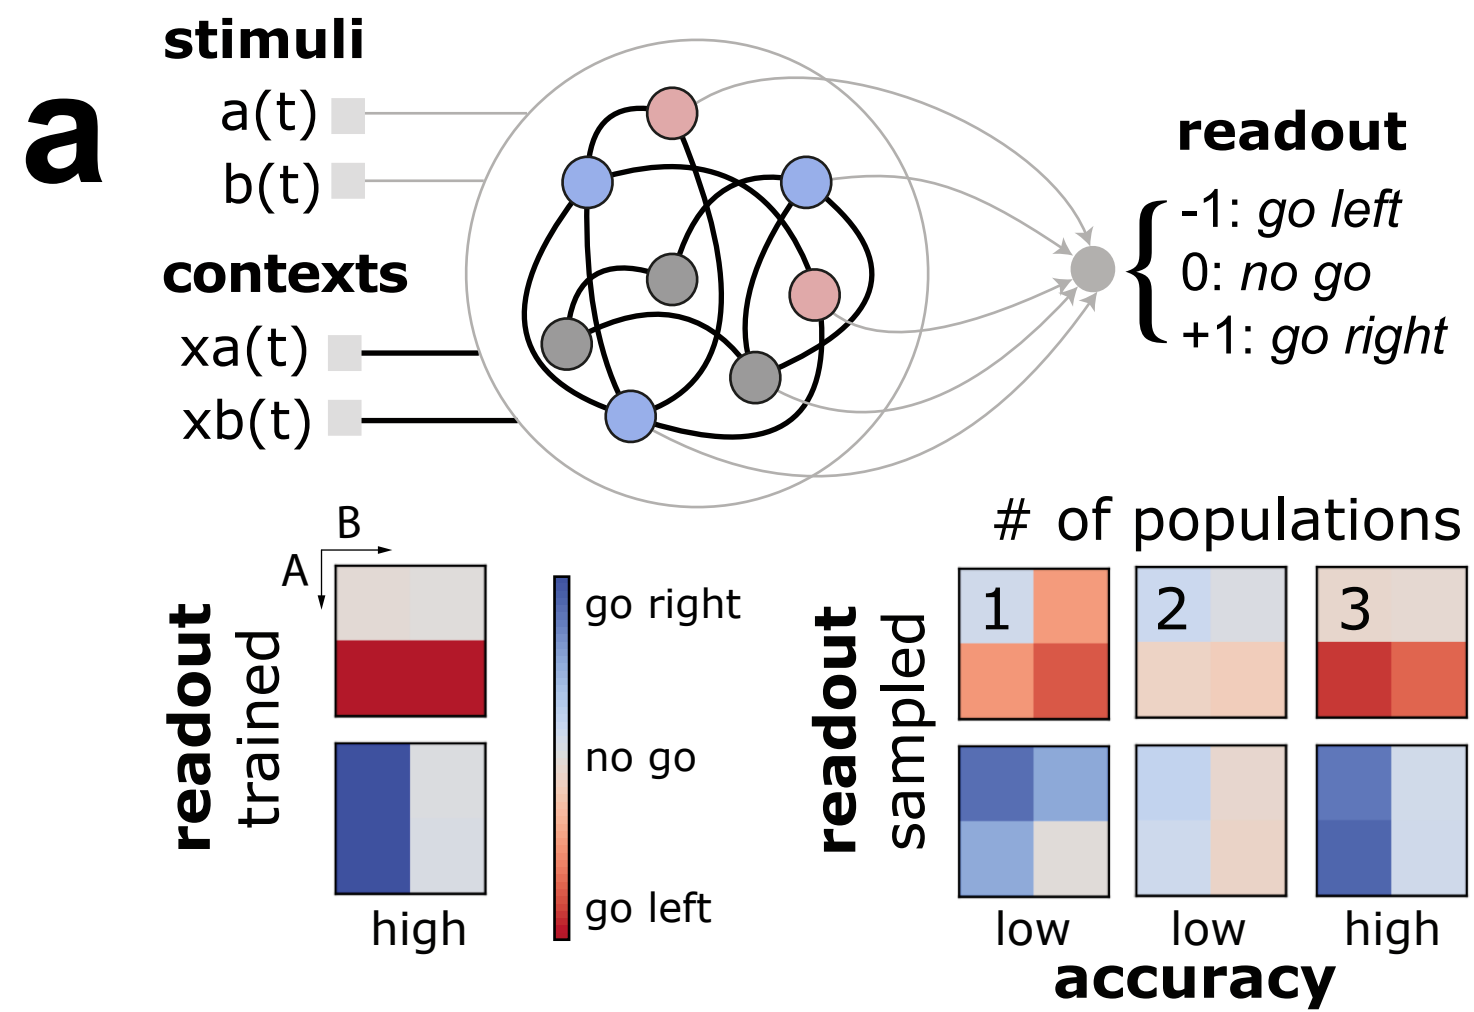 a
stimuli
a(t)
b(t)
contexts
xa(t)
xb(t)
readout
-1: go left
0: no go
+1: go right
B
A
readout
trained
high
go right
no go
go left
# of populations
readout
sampled
1
2
3
low
low
high
accuracy